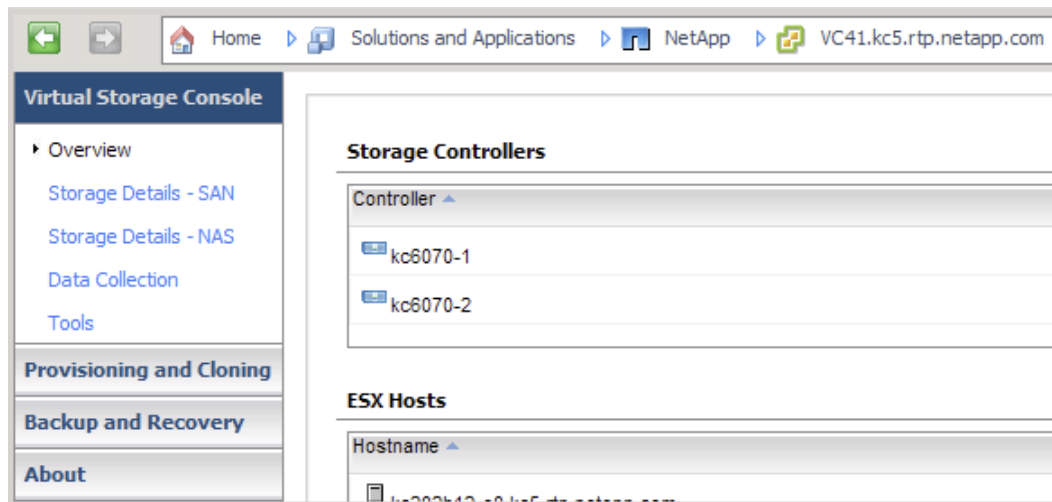 Home Solutions and Applications NetApp VC41.kc5.rtp.netapp.com
Virtual Storage Console
Overview
Storage Details - SAN
Storage Details - NAS
Data Collection
Tools
Provisioning and Cloning
Backup and Recovery
About
Storage Controllers
Controller
kc6070-1
kc6070-2
ESX Hosts
Hostname